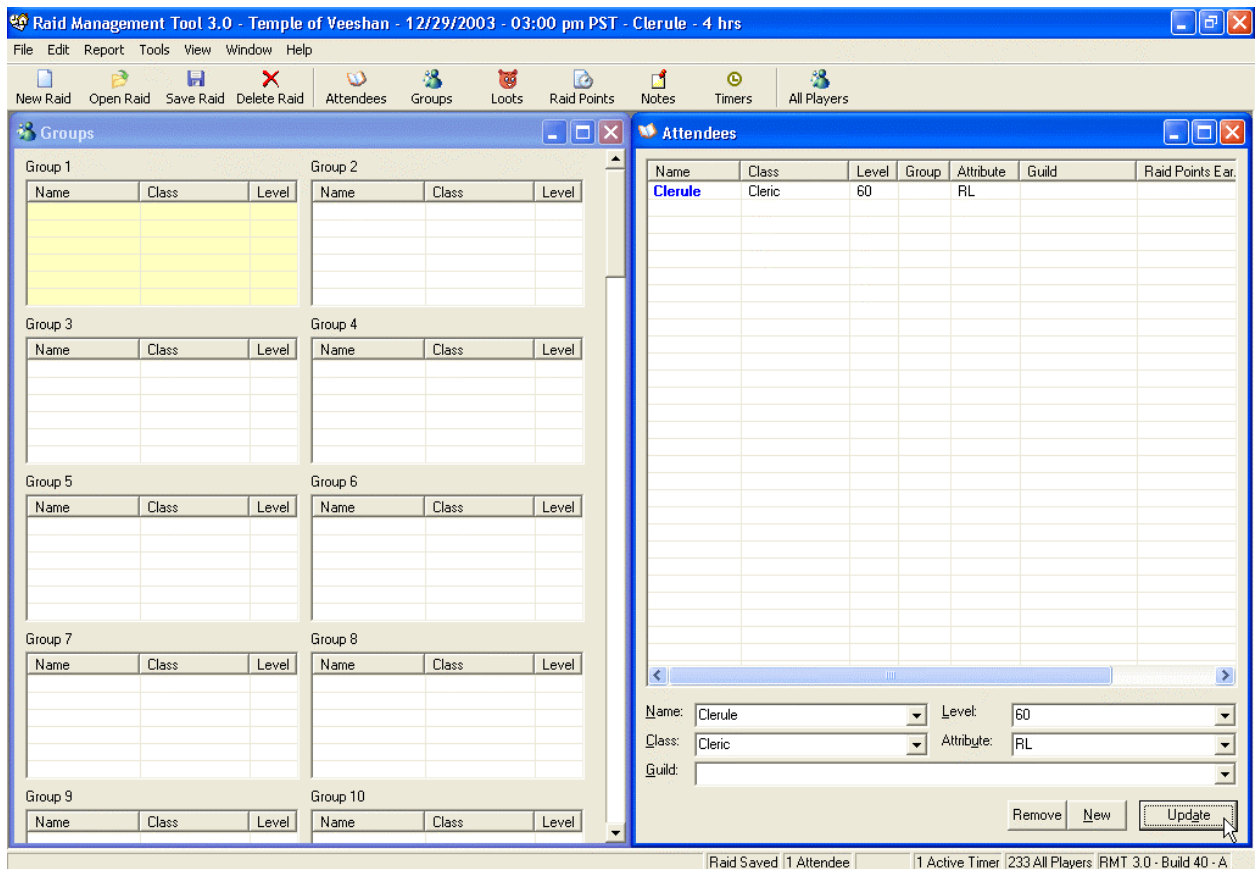 Raid Management Tool 3.0 - Temple of Veeshan - 12/29/2003 - 03:00 pm PST - Clerule - 4 hrs
File Edit Report Tools View Window Help
New Raid Open Raid Save Raid Delete Raid Attendees Groups Loots Raid Points Notes Timers All Players
Groups
Group 1 Group 2
Name Class Level Name Class Level
Group 3 Group 4
Name Class Level Name Class Level
Group 5 Group 6
Name Class Level Name Class Level
Group 7 Group 8
Name Class Level Name Class Level
Group 9 Group 10
Name Class Level Name Class Level
Attendees
Name Class Level Group Attribute Guild Raid Points Ear.
Clerule Cleric 60 RL
Name: Clerule Level: 60
Class: Cleric Attribute: RL
Guild:
Remove New Update
Raid Saved 1 Attendee 1 Active Timer 233 All Players RMT 3.0 - Build 40 - A